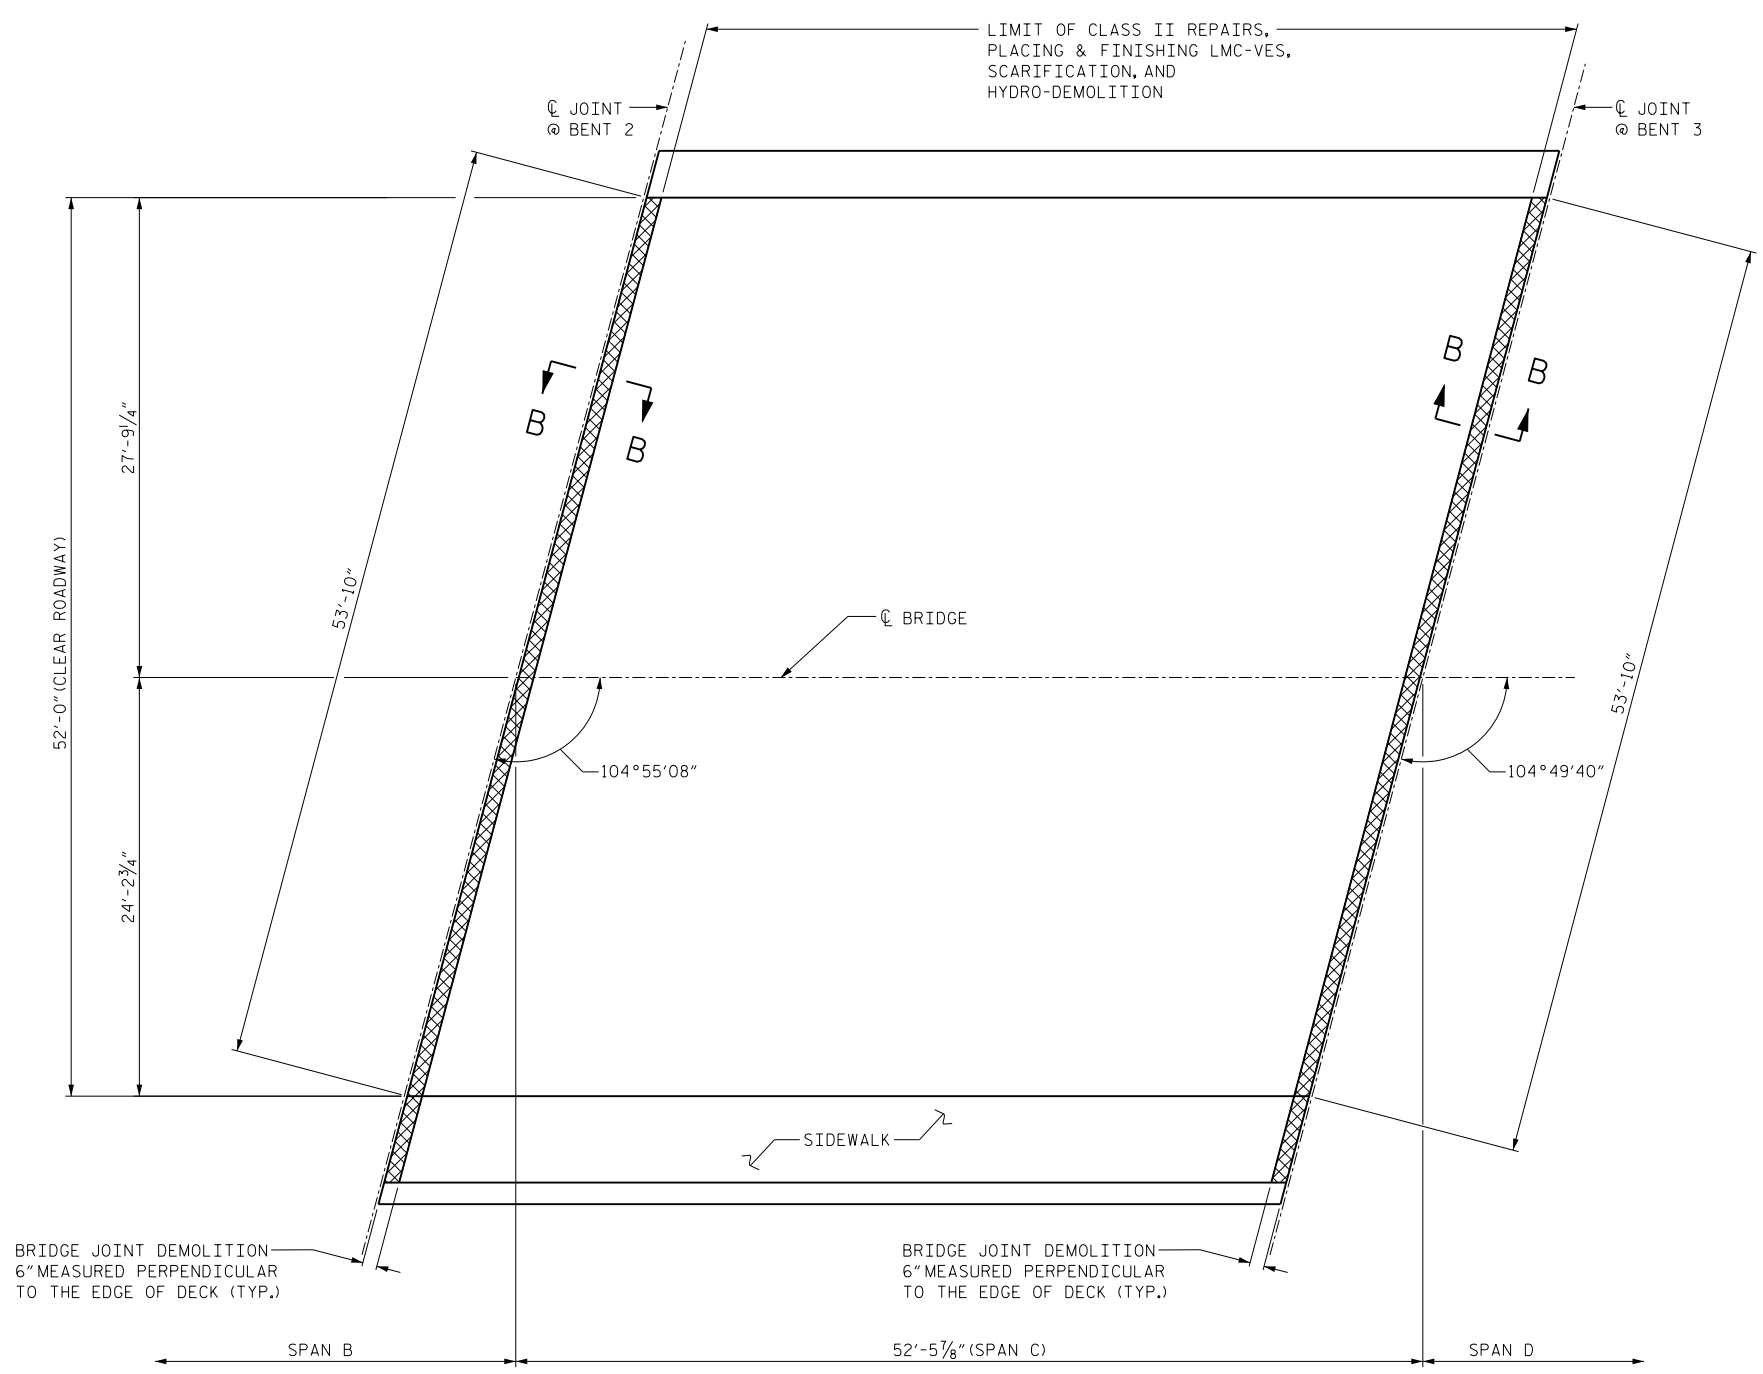 LIMIT OF CLASS II REPAIRS,
PLACING & FINISHING LMC-VES,
SCARIFICATION, AND
HYDRO-DEMOLITION
℄ JOINT
@ BENT 2
℄ JOINT
@ BENT 3
B
B
B
B
27'-9¼"
52'-0" (CLEAR ROADWAY)
53'-10"
℄ BRIDGE
53'-10"
104°55'08"
104°49'40"
24'-2¾"
SIDEWALK
BRIDGE JOINT DEMOLITION
6" MEASURED PERPENDICULAR
TO THE EDGE OF DECK (TYP.)
BRIDGE JOINT DEMOLITION
6" MEASURED PERPENDICULAR
TO THE EDGE OF DECK (TYP.)
SPAN B
52'-5⅞" (SPAN C)
SPAN D